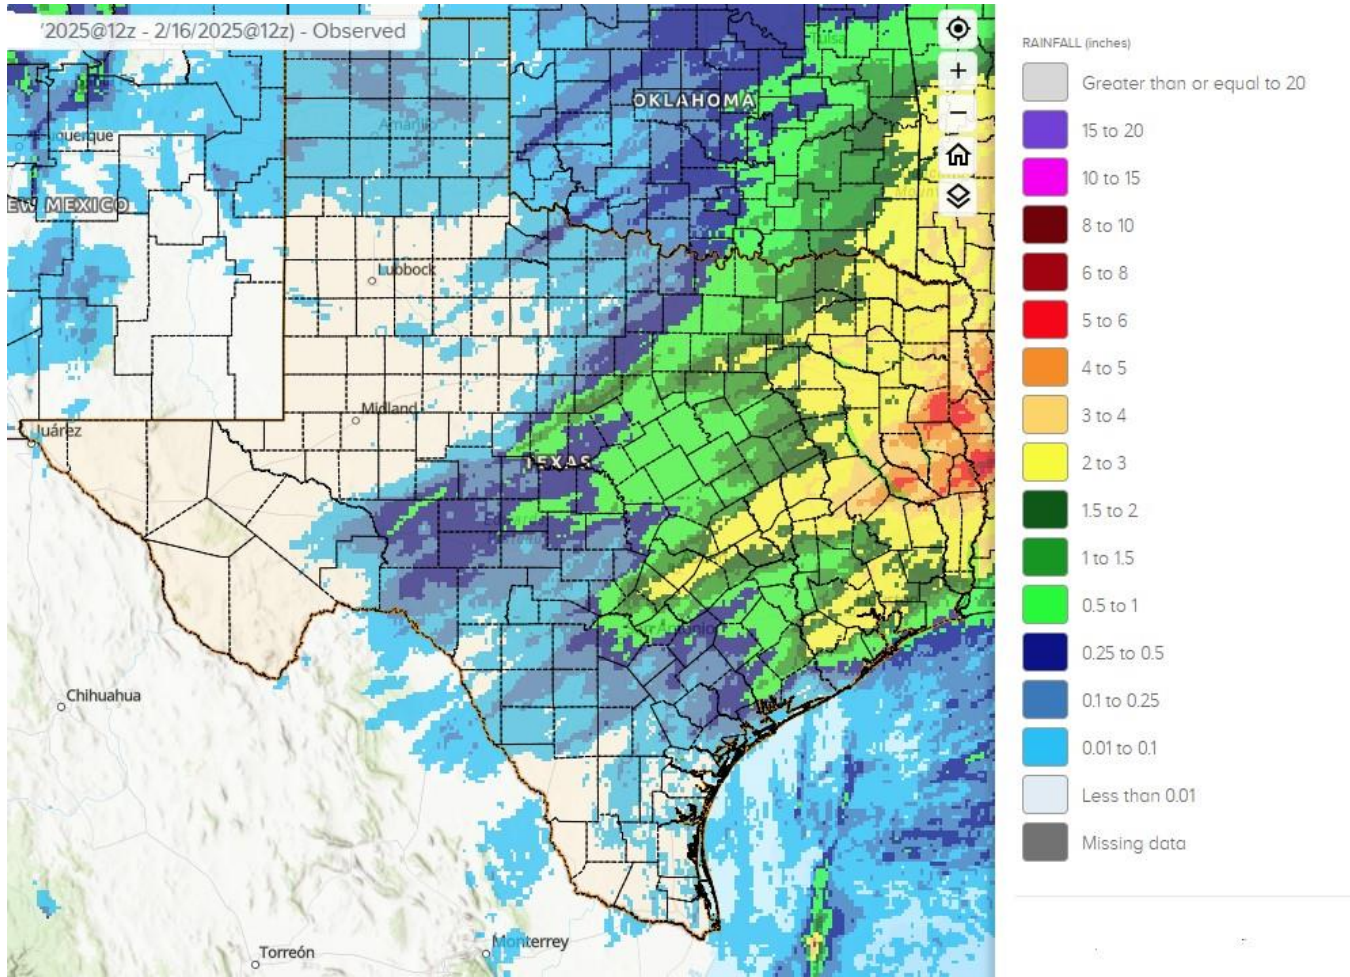 '2025@12z - 2/16/2025@12z) - Observed
Tulsa
OKLAHOMA
uquerque
Amarillo
EW MEXICO
Lubbock
Midland
Juárez
TEXAS
San Antonio
Chihuahua
Monterrey
Torreón
RAINFALL (inches)
Greater than or equal to 20
15 to 20
10 to 15
8 to 10
6 to 8
5 to 6
4 to 5
3 to 4
2 to 3
1.5 to 2
1 to 1.5
0.5 to 1
0.25 to 0.5
0.1 to 0.25
0.01 to 0.1
Less than 0.01
Missing data